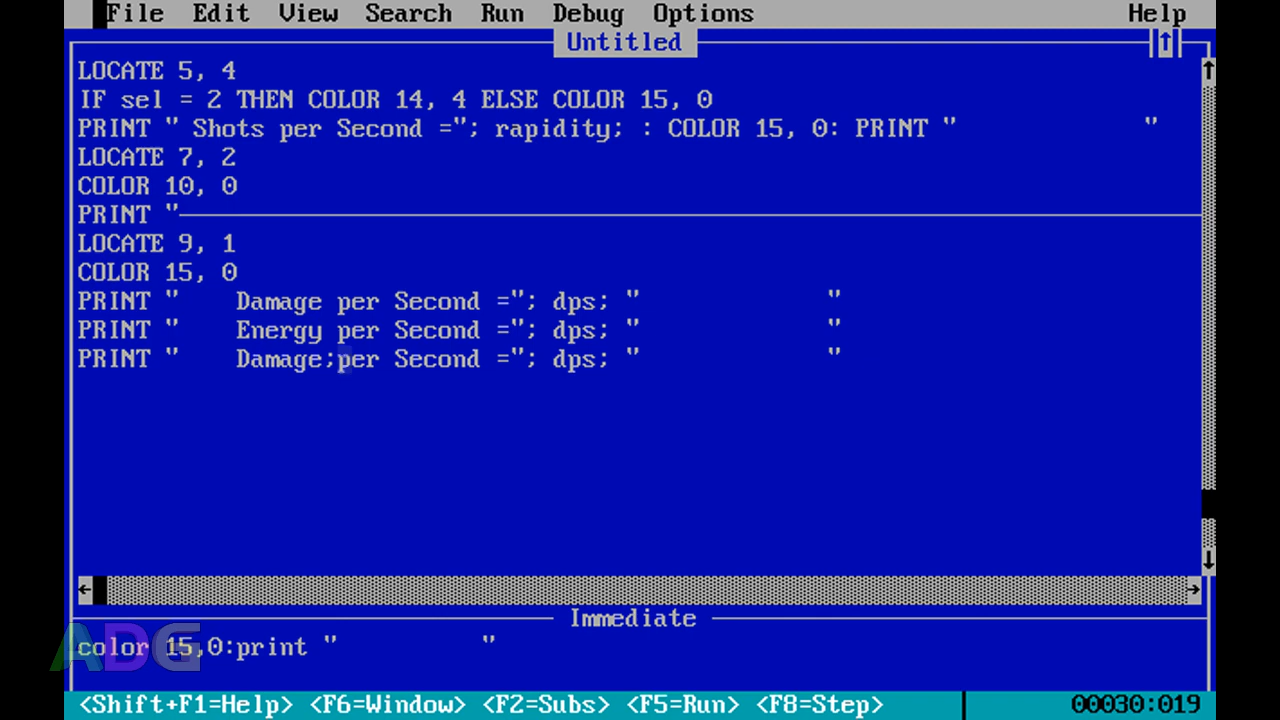 File Edit View Search Run Debug Options Help
Untitled
LOCATE 5, 4
IF sel = 2 THEN COLOR 14, 4 ELSE COLOR 15, 0
PRINT " Shots per Second ="; rapidity; : COLOR 15, 0: PRINT "             "
LOCATE 7, 2
COLOR 10, 0
PRINT "───────────────────────────────────────────────────────────────────────
LOCATE 9, 1
COLOR 15, 0
PRINT "    Damage per Second ="; dps; "             "
PRINT "    Energy per Second ="; dps; "             "
PRINT "    Damage;per Second ="; dps; "             "
Immediate
color 15,0:print "          "
ADG
<Shift+F1=Help> <F6=Window> <F2=Subs> <F5=Run> <F8=Step> 00030:019